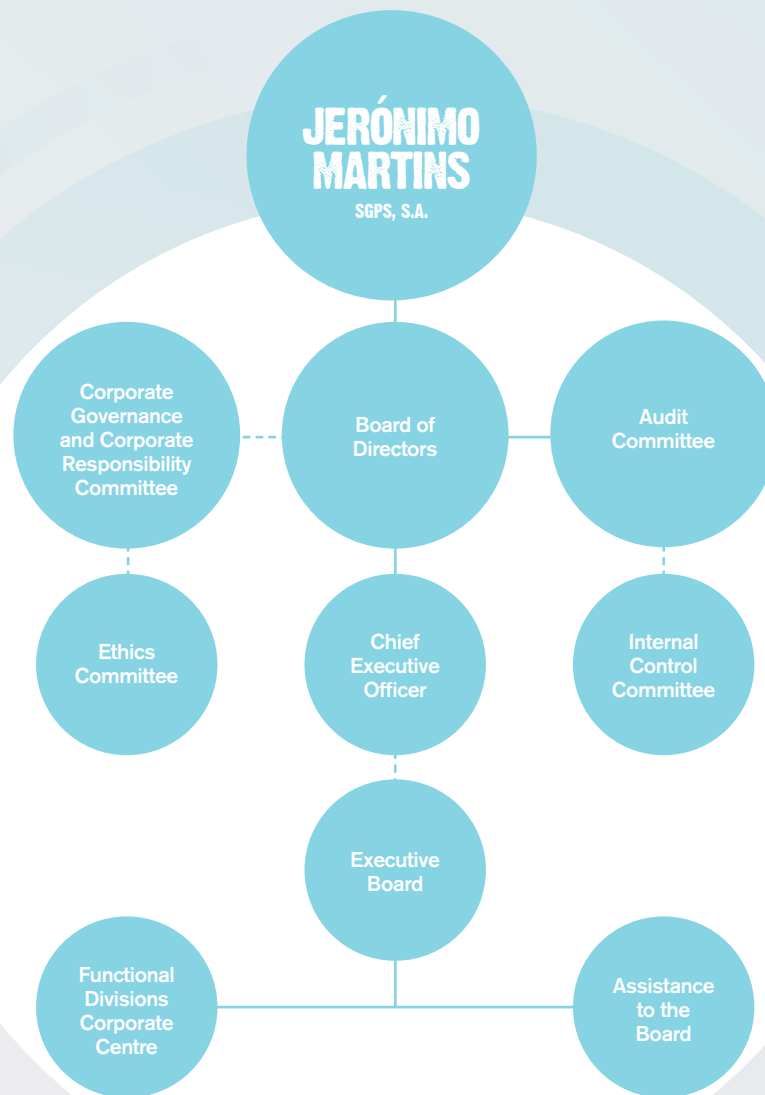 JERÓNIMO
MARTINS
SGPS, S.A.
Corporate
Governance
and Corporate
Responsibility
Committee
Board of
Directors
Audit
Committee
Ethics
Committee
Chief
Executive
Officer
Internal
Control
Committee
Executive
Board
Functional
Divisions
Corporate
Centre
Assistance
to the
Board